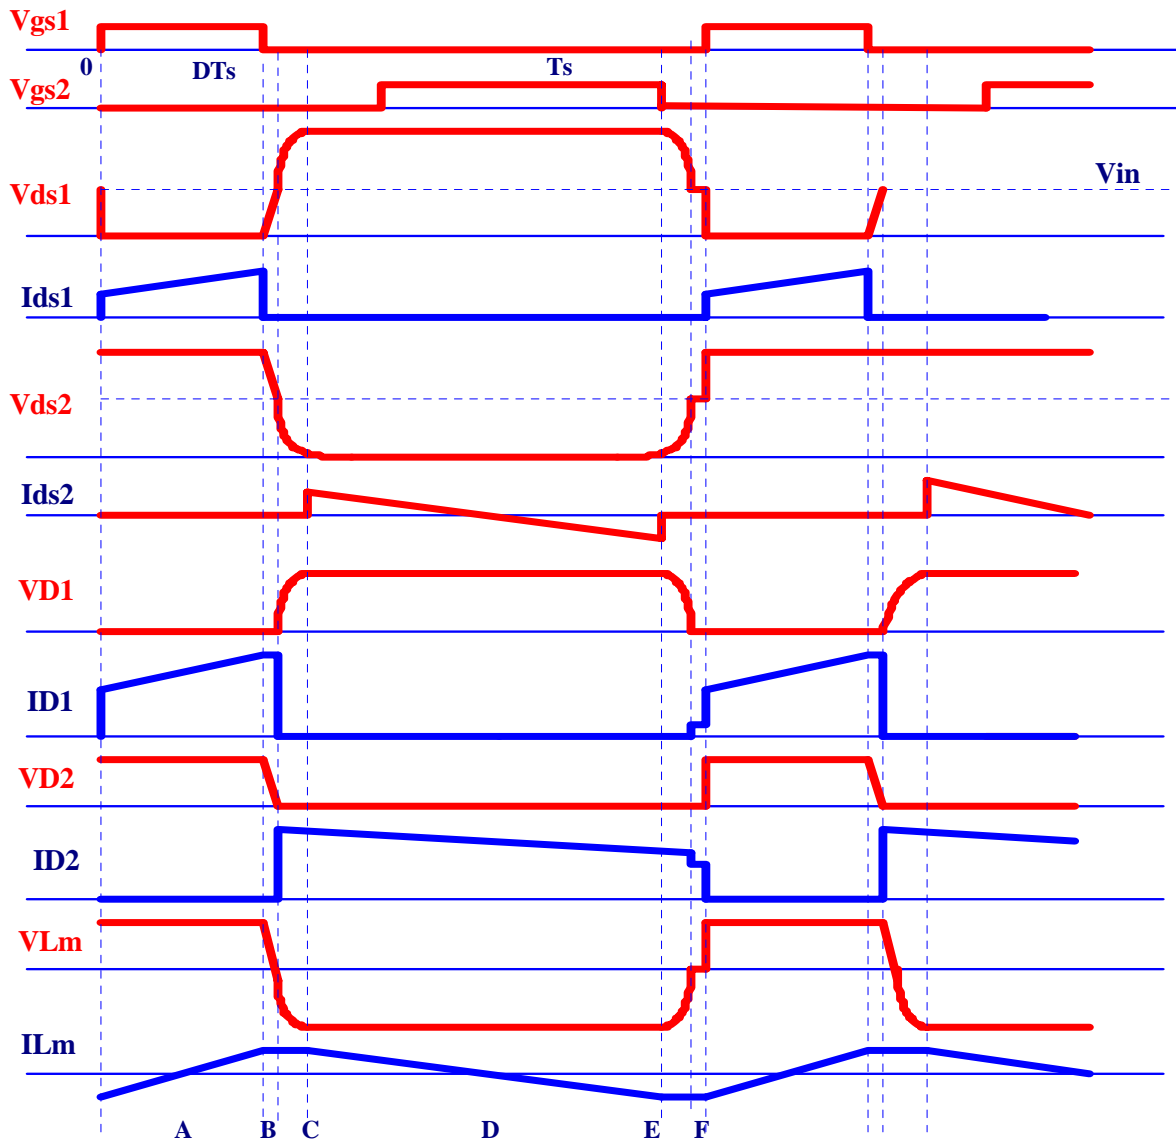 Vgs1
0 DTs Ts
Vgs2
Vin
Vds1
Ids1
Vds2
Ids2
VD1
ID1
VD2
ID2
VLm
ILm
A B C D E F